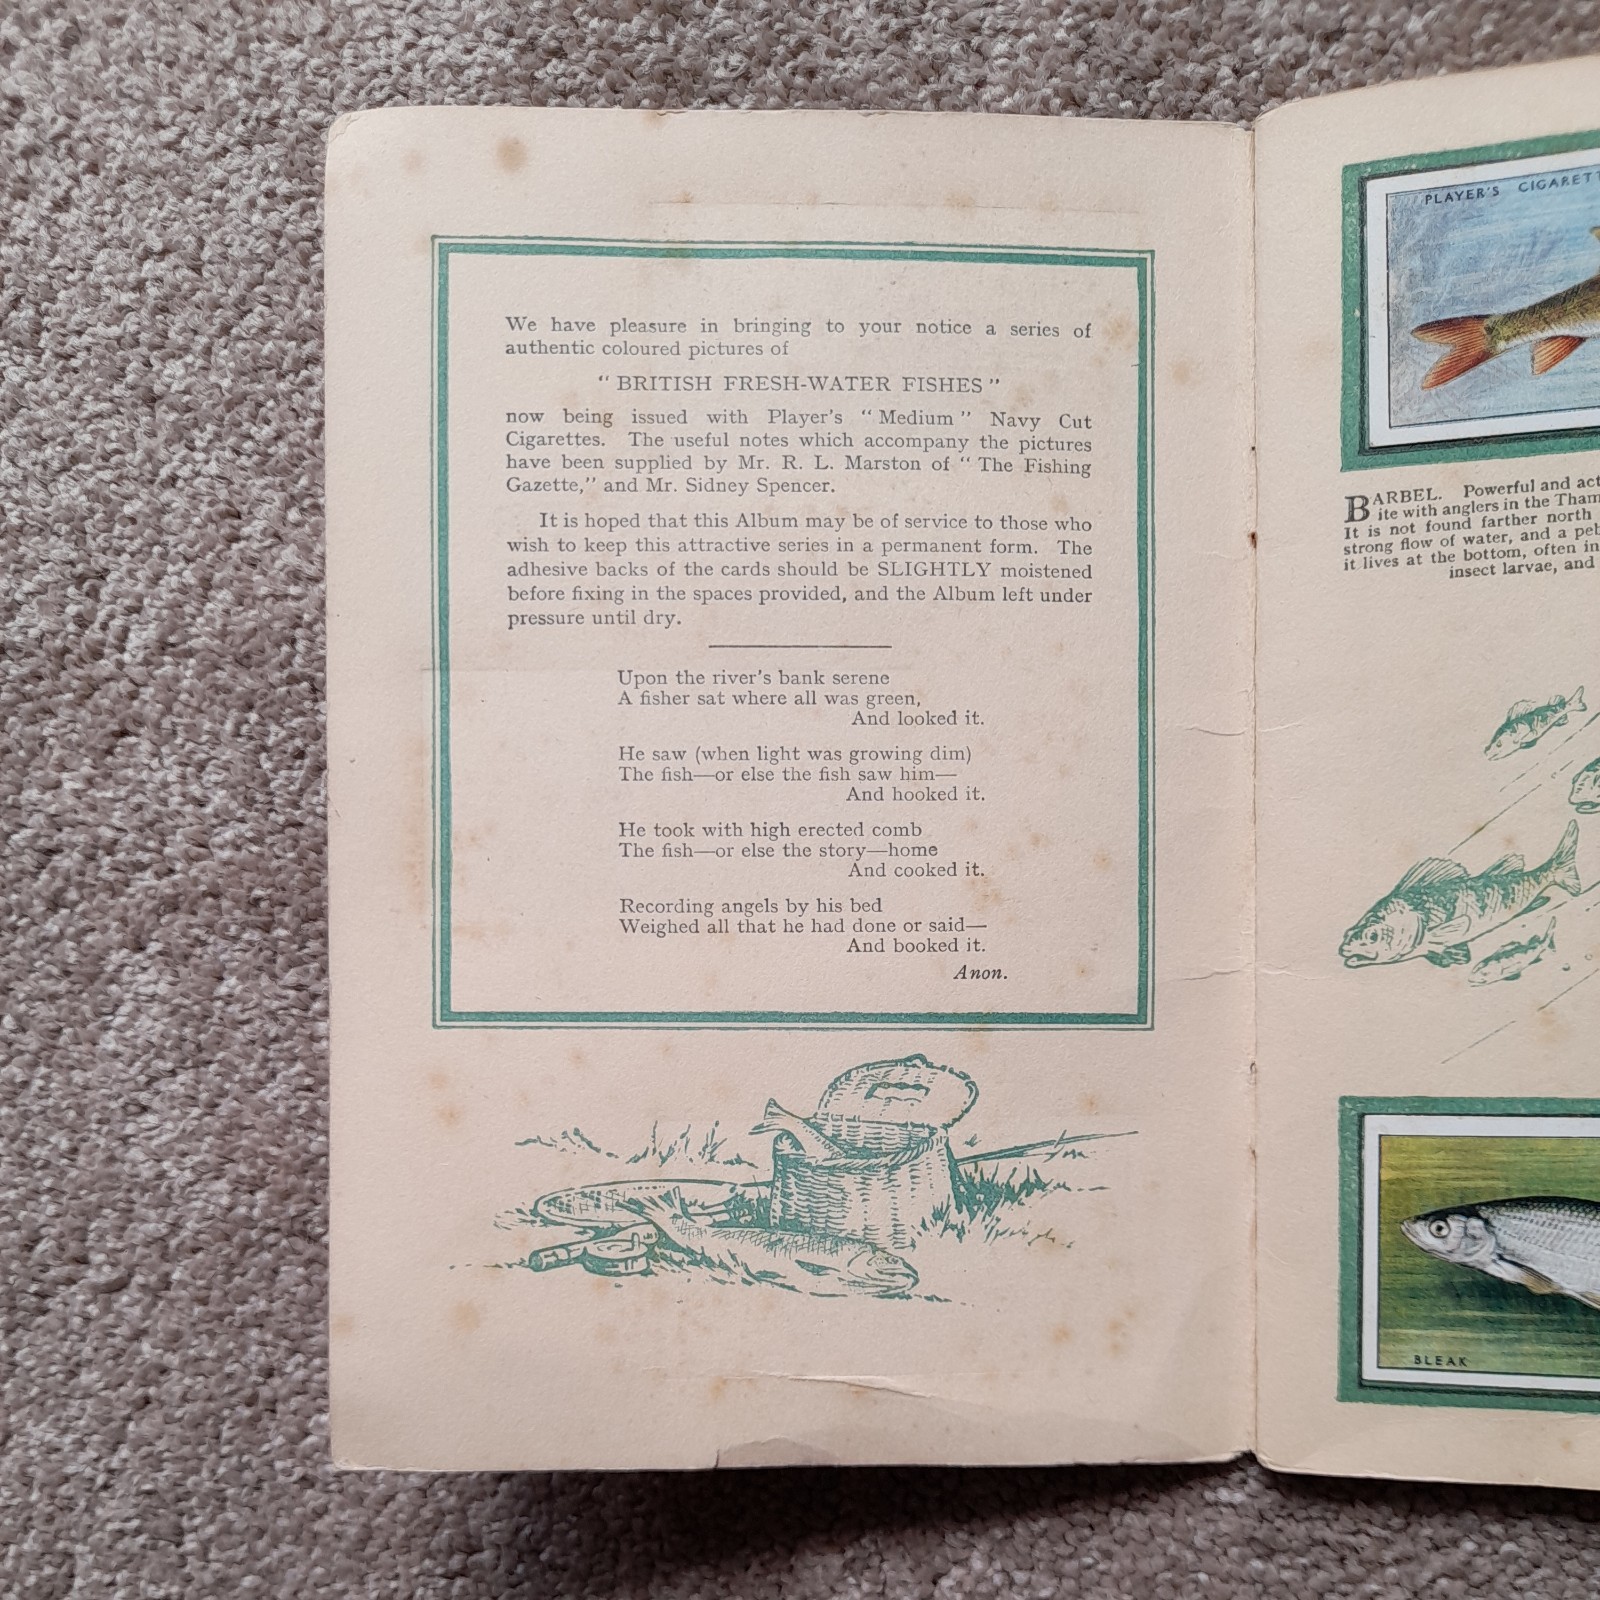 We have pleasure in bringing to your notice a series of
authentic coloured pictures of
" BRITISH FRESH-WATER FISHES "
now being issued with Player's " Medium " Navy Cut
Cigarettes. The useful notes which accompany the pictures
have been supplied by Mr. R. L. Marston of " The Fishing
Gazette," and Mr. Sidney Spencer.
It is hoped that this Album may be of service to those who
wish to keep this attractive series in a permanent form. The
adhesive backs of the cards should be SLIGHTLY moistened
before fixing in the spaces provided, and the Album left under
pressure until dry.
Upon the river's bank serene
A fisher sat where all was green,
And looked it.
He saw (when light was growing dim)
The fish—or else the fish saw him—
And hooked it.
He took with high erected comb
The fish—or else the story—home
And cooked it.
Recording angels by his bed
Weighed all that he had done or said—
And booked it.
Anon.
PLAYER'S CIGARETT
BARBEL. Powerful and act
ite with anglers in the Tham
It is not found farther north
strong flow of water, and a peb
it lives at the bottom, often in
insect larvae, and
BLEAK